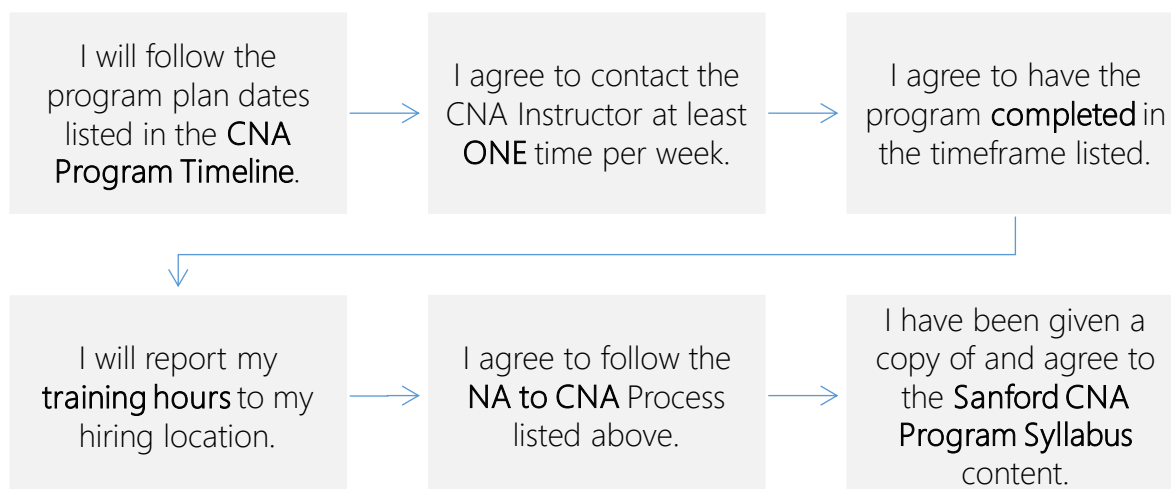 I will follow the
program plan dates
listed in the CNA
Program Timeline.
I agree to contact the
CNA Instructor at least
ONE time per week.
I agree to have the
program completed in
the timeframe listed.
I will report my
training hours to my
hiring location.
I agree to follow the
NA to CNA Process
listed above.
I have been given a
copy of and agree to
the Sanford CNA
Program Syllabus
content.